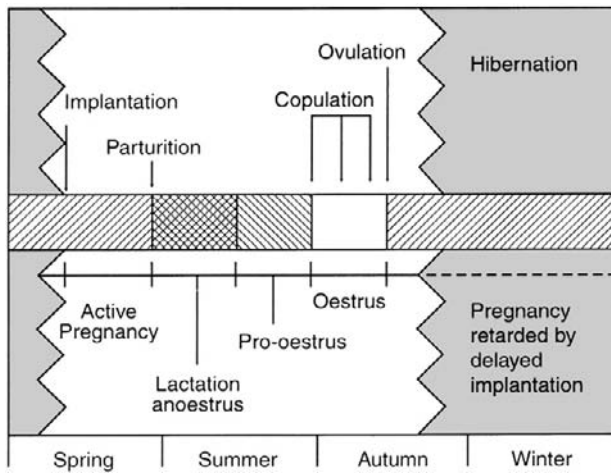 Ovulation
Hibernation
Copulation
Implantation
Parturition
Active
Pregnancy
Oestrus
Pro-oestrus
Lactation
anoestrus
Pregnancy
retarded by
delayed
implantation
Spring
Summer
Autumn
Winter